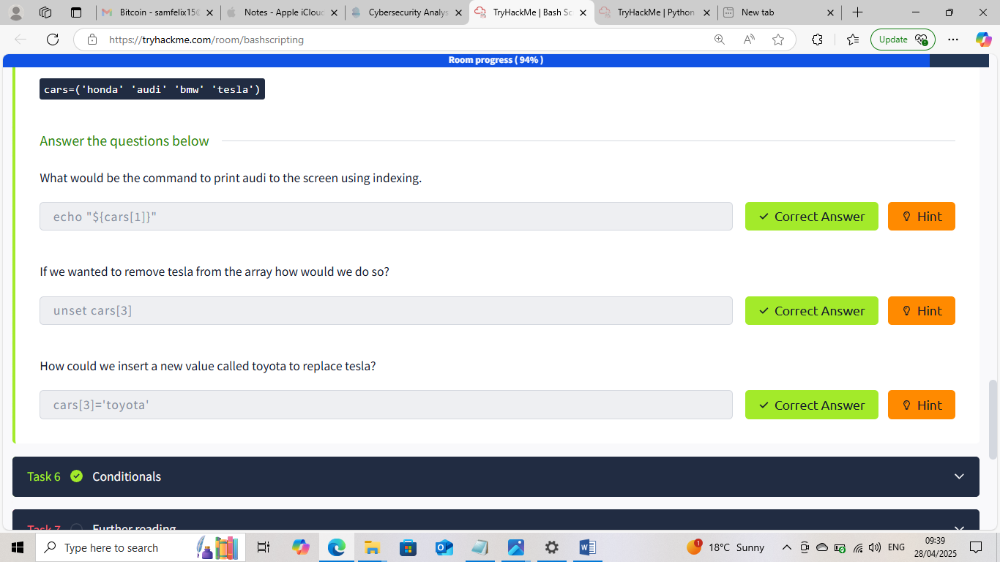 Bitcoin - samfelix15@
Notes - Apple iCloud
Cybersecurity Analys
TryHackMe | Bash Sc
TryHackMe | Python
New tab
https://tryhackme.com/room/bashscripting
Update
Room progress ( 94% )
cars=('honda' 'audi' 'bmw' 'tesla')
Answer the questions below
What would be the command to print audi to the screen using indexing.
echo "${cars[1]}"
Correct Answer
Hint
If we wanted to remove tesla from the array how would we do so?
unset cars[3]
Correct Answer
Hint
How could we insert a new value called toyota to replace tesla?
cars[3]='toyota'
Correct Answer
Hint
Task 6
Conditionals
Task 7
Further reading
Type here to search
1
18°C Sunny
ENG
09:39
28/04/2025